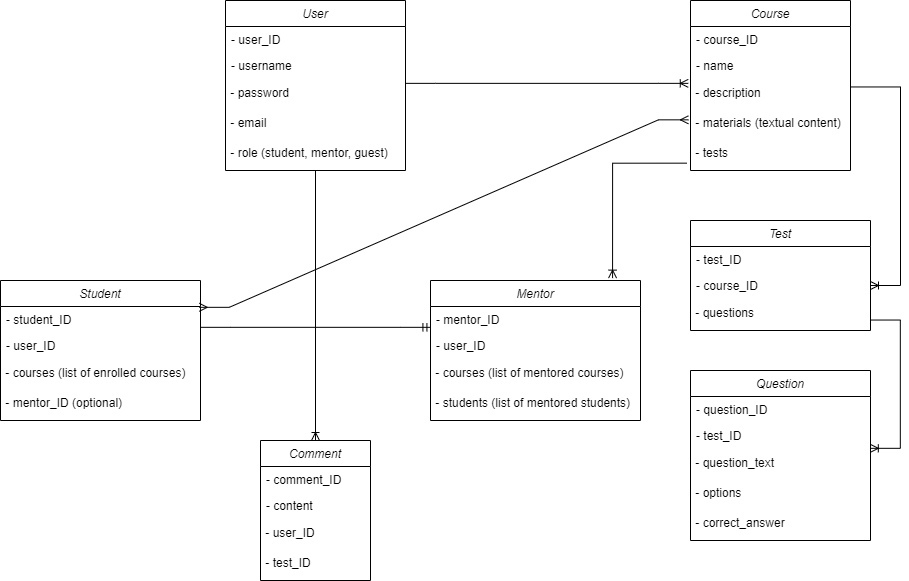 User
- user_ID
- username
- password
- email
- role (student, mentor, guest)
Course
- course_ID
- name
- description
- materials (textual content)
- tests
Test
- test_ID
- course_ID
- questions
Student
- student_ID
- user_ID
- courses (list of enrolled courses)
- mentor_ID (optional)
Mentor
- mentor_ID
- user_ID
- courses (list of mentored courses)
- students (list of mentored students)
Question
- question_ID
- test_ID
- question_text
- options
- correct_answer
Comment
- comment_ID
- content
- user_ID
- test_ID